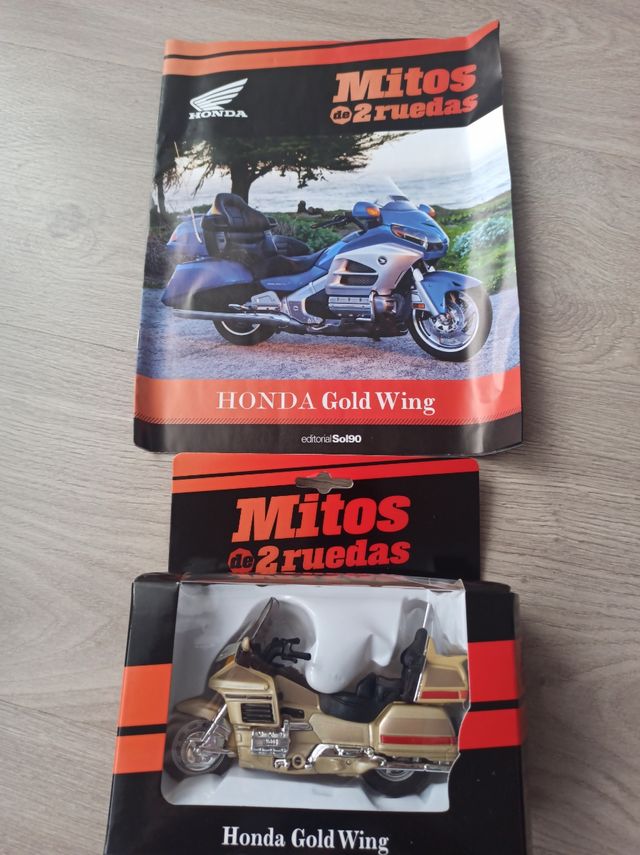 HONDA
Mitos
de 2 ruedas
HONDA Gold Wing
editorial Sol90
Mitos
de 2 ruedas
Honda Gold Wing